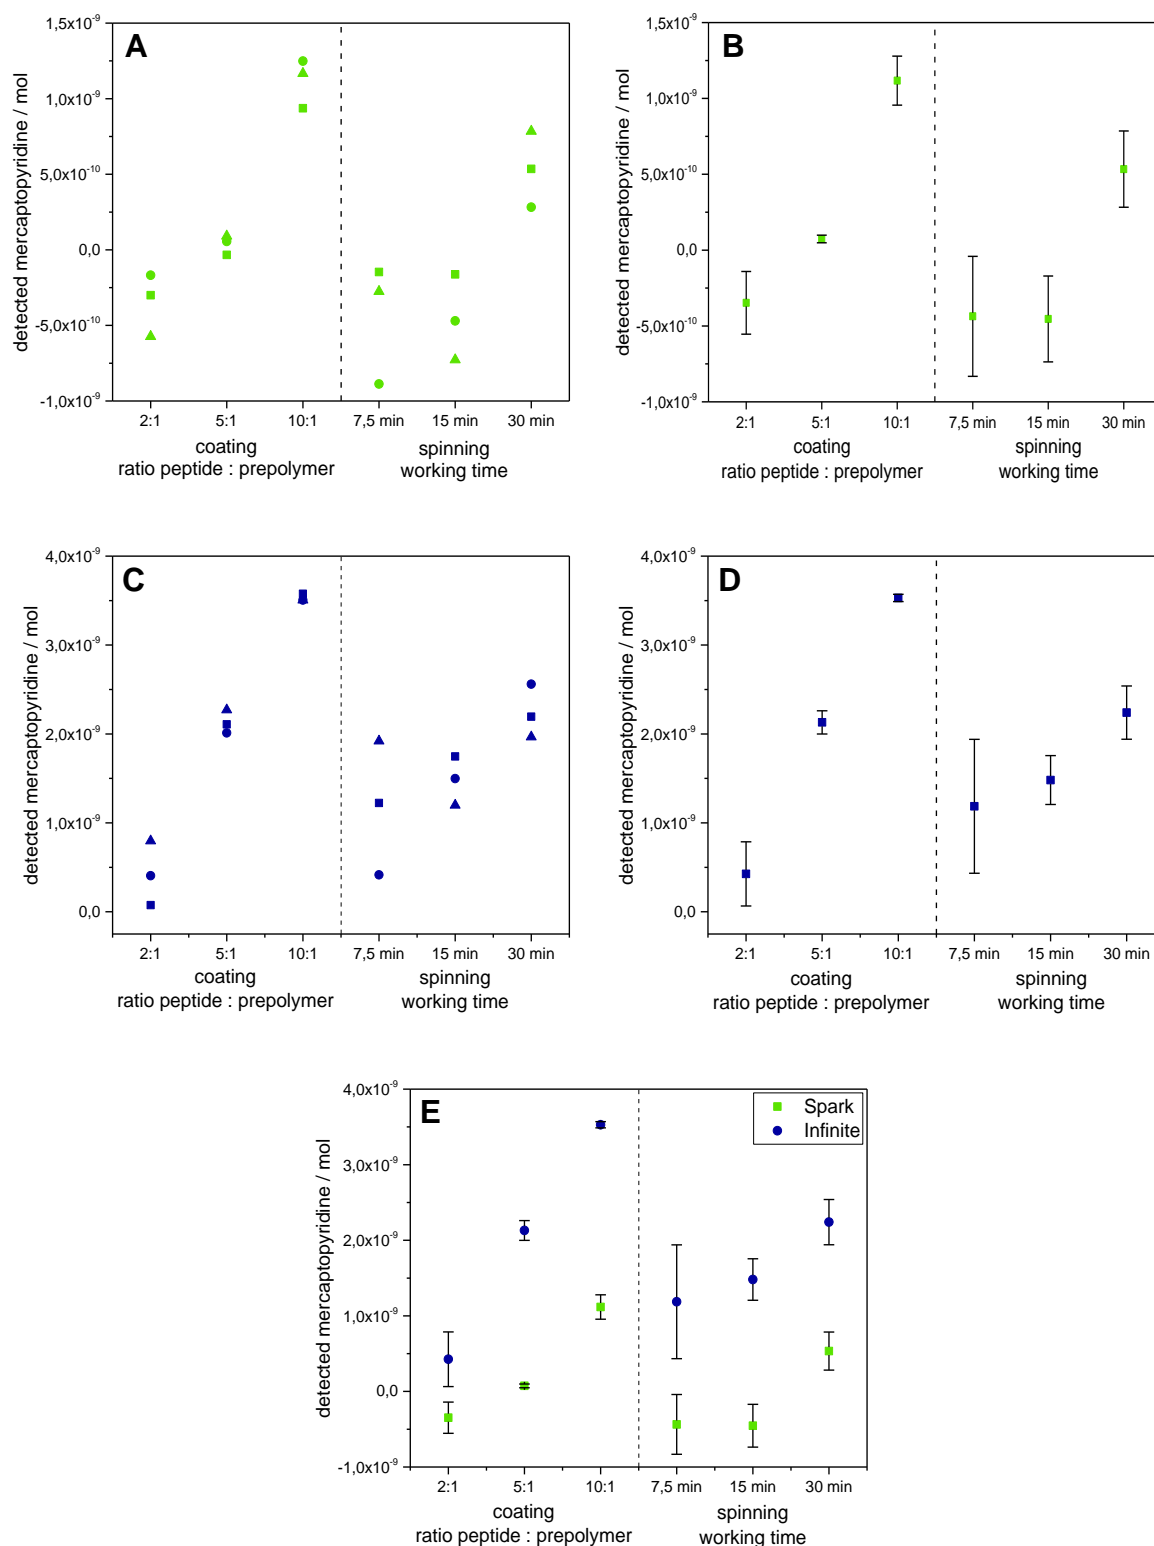 A
detected mercaptopyridine / mol
1,5x10⁻⁹
1,0x10⁻⁹
5,0x10⁻¹⁰
0,0
-5,0x10⁻¹⁰
-1,0x10⁻⁹
2:1 5:1 10:1 7,5 min 15 min 30 min
coating spinning
ratio peptide : prepolymer working time
B
detected mercaptopyridine / mol
1,5x10⁻⁹
1,0x10⁻⁹
5,0x10⁻¹⁰
0,0
-5,0x10⁻¹⁰
-1,0x10⁻⁹
2:1 5:1 10:1 7,5 min 15 min 30 min
coating spinning
ratio peptide : prepolymer working time
C
detected mercaptopyridine / mol
4,0x10⁻⁹
3,0x10⁻⁹
2,0x10⁻⁹
1,0x10⁻⁹
0,0
2:1 5:1 10:1 7,5 min 15 min 30 min
coating spinning
ratio peptide : prepolymer working time
D
detected mercaptopyridine / mol
4,0x10⁻⁹
3,0x10⁻⁹
2,0x10⁻⁹
1,0x10⁻⁹
0,0
2:1 5:1 10:1 7,5 min 15 min 30 min
coating spinning
ratio peptide : prepolymer working time
E
Spark
Infinite
detected mercaptopyridine / mol
4,0x10⁻⁹
3,0x10⁻⁹
2,0x10⁻⁹
1,0x10⁻⁹
0,0
-1,0x10⁻⁹
2:1 5:1 10:1 7,5 min 15 min 30 min
coating spinning
ratio peptide : prepolymer working time